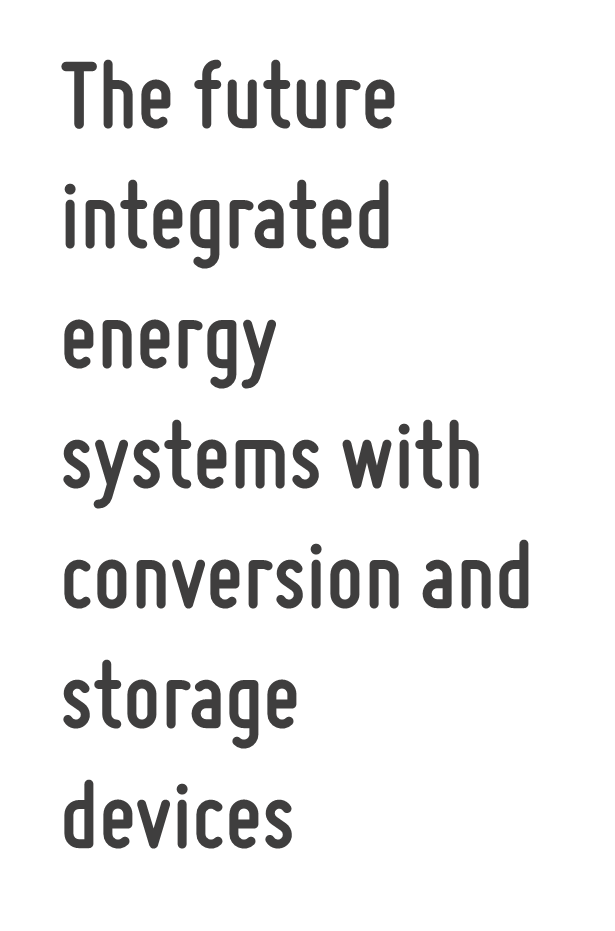 The future
integrated
energy
systems with
conversion and
storage
devices